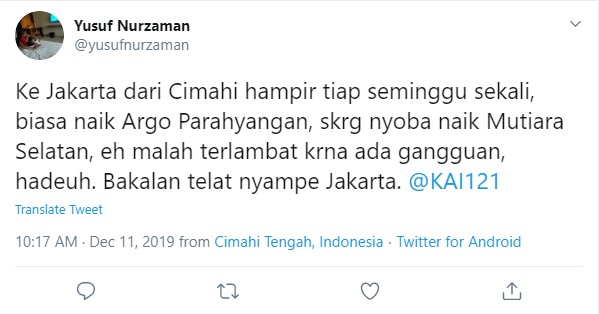 Yusuf Nurzaman
@yusufnurzaman
Ke Jakarta dari Cimahi hampir tiap seminggu sekali,
biasa naik Argo Parahyangan, skrg nyoba naik Mutiara
Selatan, eh malah terlambat krna ada gangguan,
hadeuh. Bakalan telat nyampe Jakarta. @KAI121
Translate Tweet
10:17 AM · Dec 11, 2019 from Cimahi Tengah, Indonesia · Twitter for Android